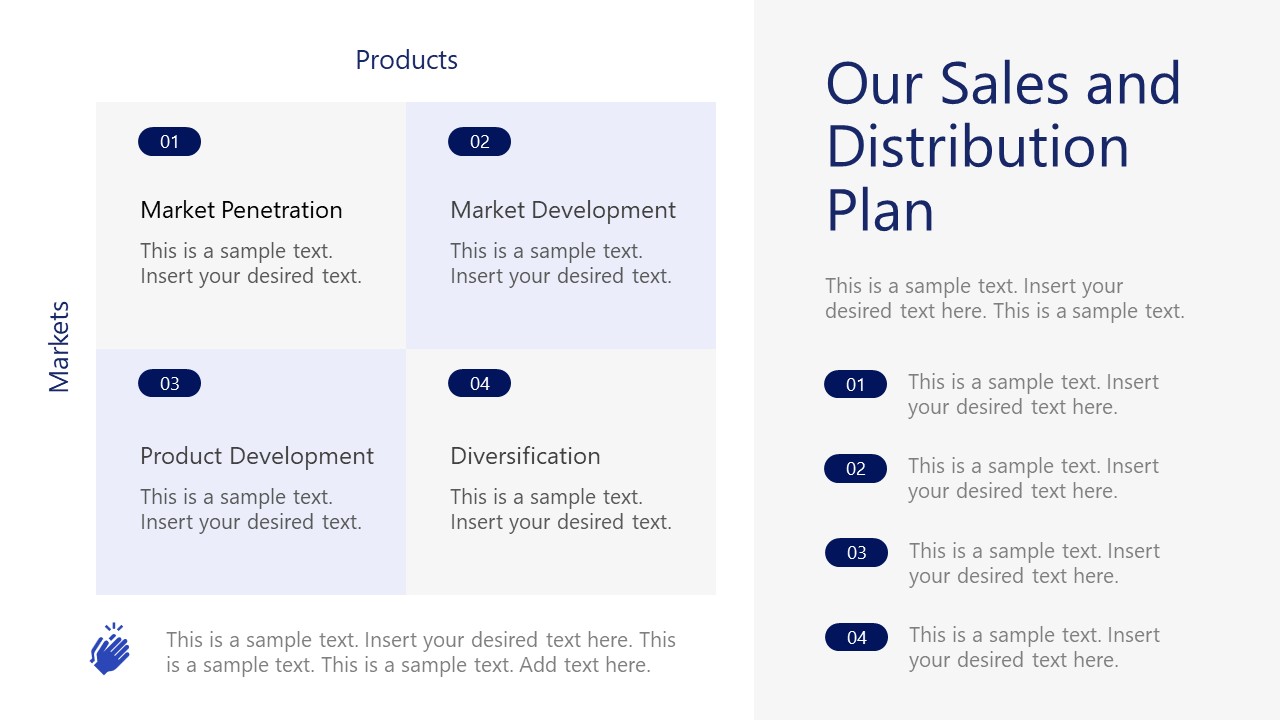 Products
Markets
01
Market Penetration
This is a sample text.
Insert your desired text.
02
Market Development
This is a sample text.
Insert your desired text.
03
Product Development
This is a sample text.
Insert your desired text.
04
Diversification
This is a sample text.
Insert your desired text.
This is a sample text. Insert your desired text here. This
is a sample text. This is a sample text. Add text here.
Our Sales and
Distribution
Plan
This is a sample text. Insert your
desired text here. This is a sample text.
01
This is a sample text. Insert
your desired text here.
02
This is a sample text. Insert
your desired text here.
03
This is a sample text. Insert
your desired text here.
04
This is a sample text. Insert
your desired text here.